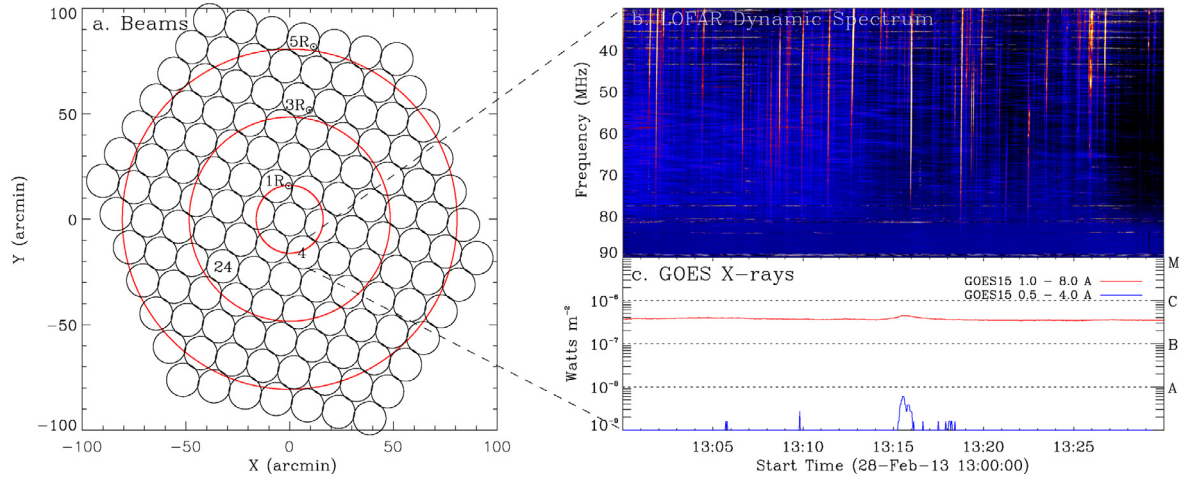 a. Beams
5R⊙
3R⊙
1R⊙
4
24
100
50
0
-50
-100
Y (arcmin)
-100
-50
0
50
100
X (arcmin)
b. LOFAR Dynamic Spectrum
40
50
60
70
80
90
Frequency (MHz)
c. GOES X-rays
GOES15 1.0 - 8.0 A
GOES15 0.5 - 4.0 A
M
C
B
A
10⁻⁶
10⁻⁷
10⁻⁸
10⁻⁹
Watts m⁻²
13:05
13:10
13:15
13:20
13:25
Start Time (28-Feb-13 13:00:00)